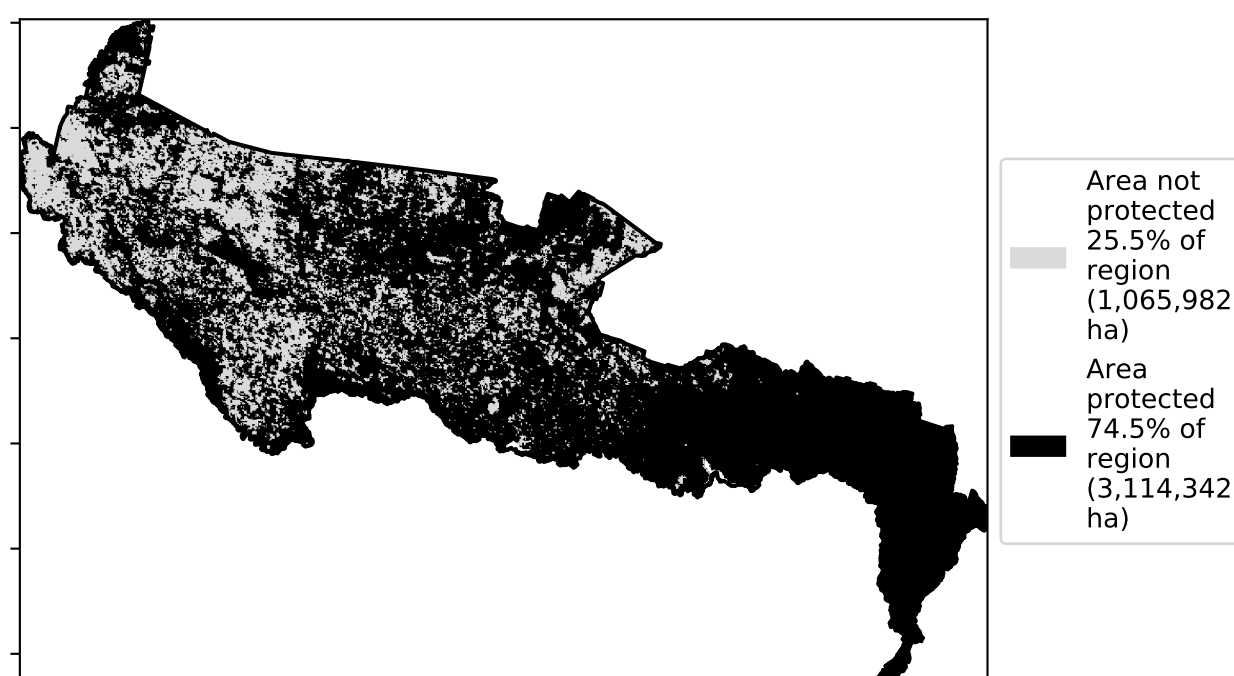 Area not
protected
25.5% of
region
(1,065,982
ha)
Area
protected
74.5% of
region
(3,114,342
ha)